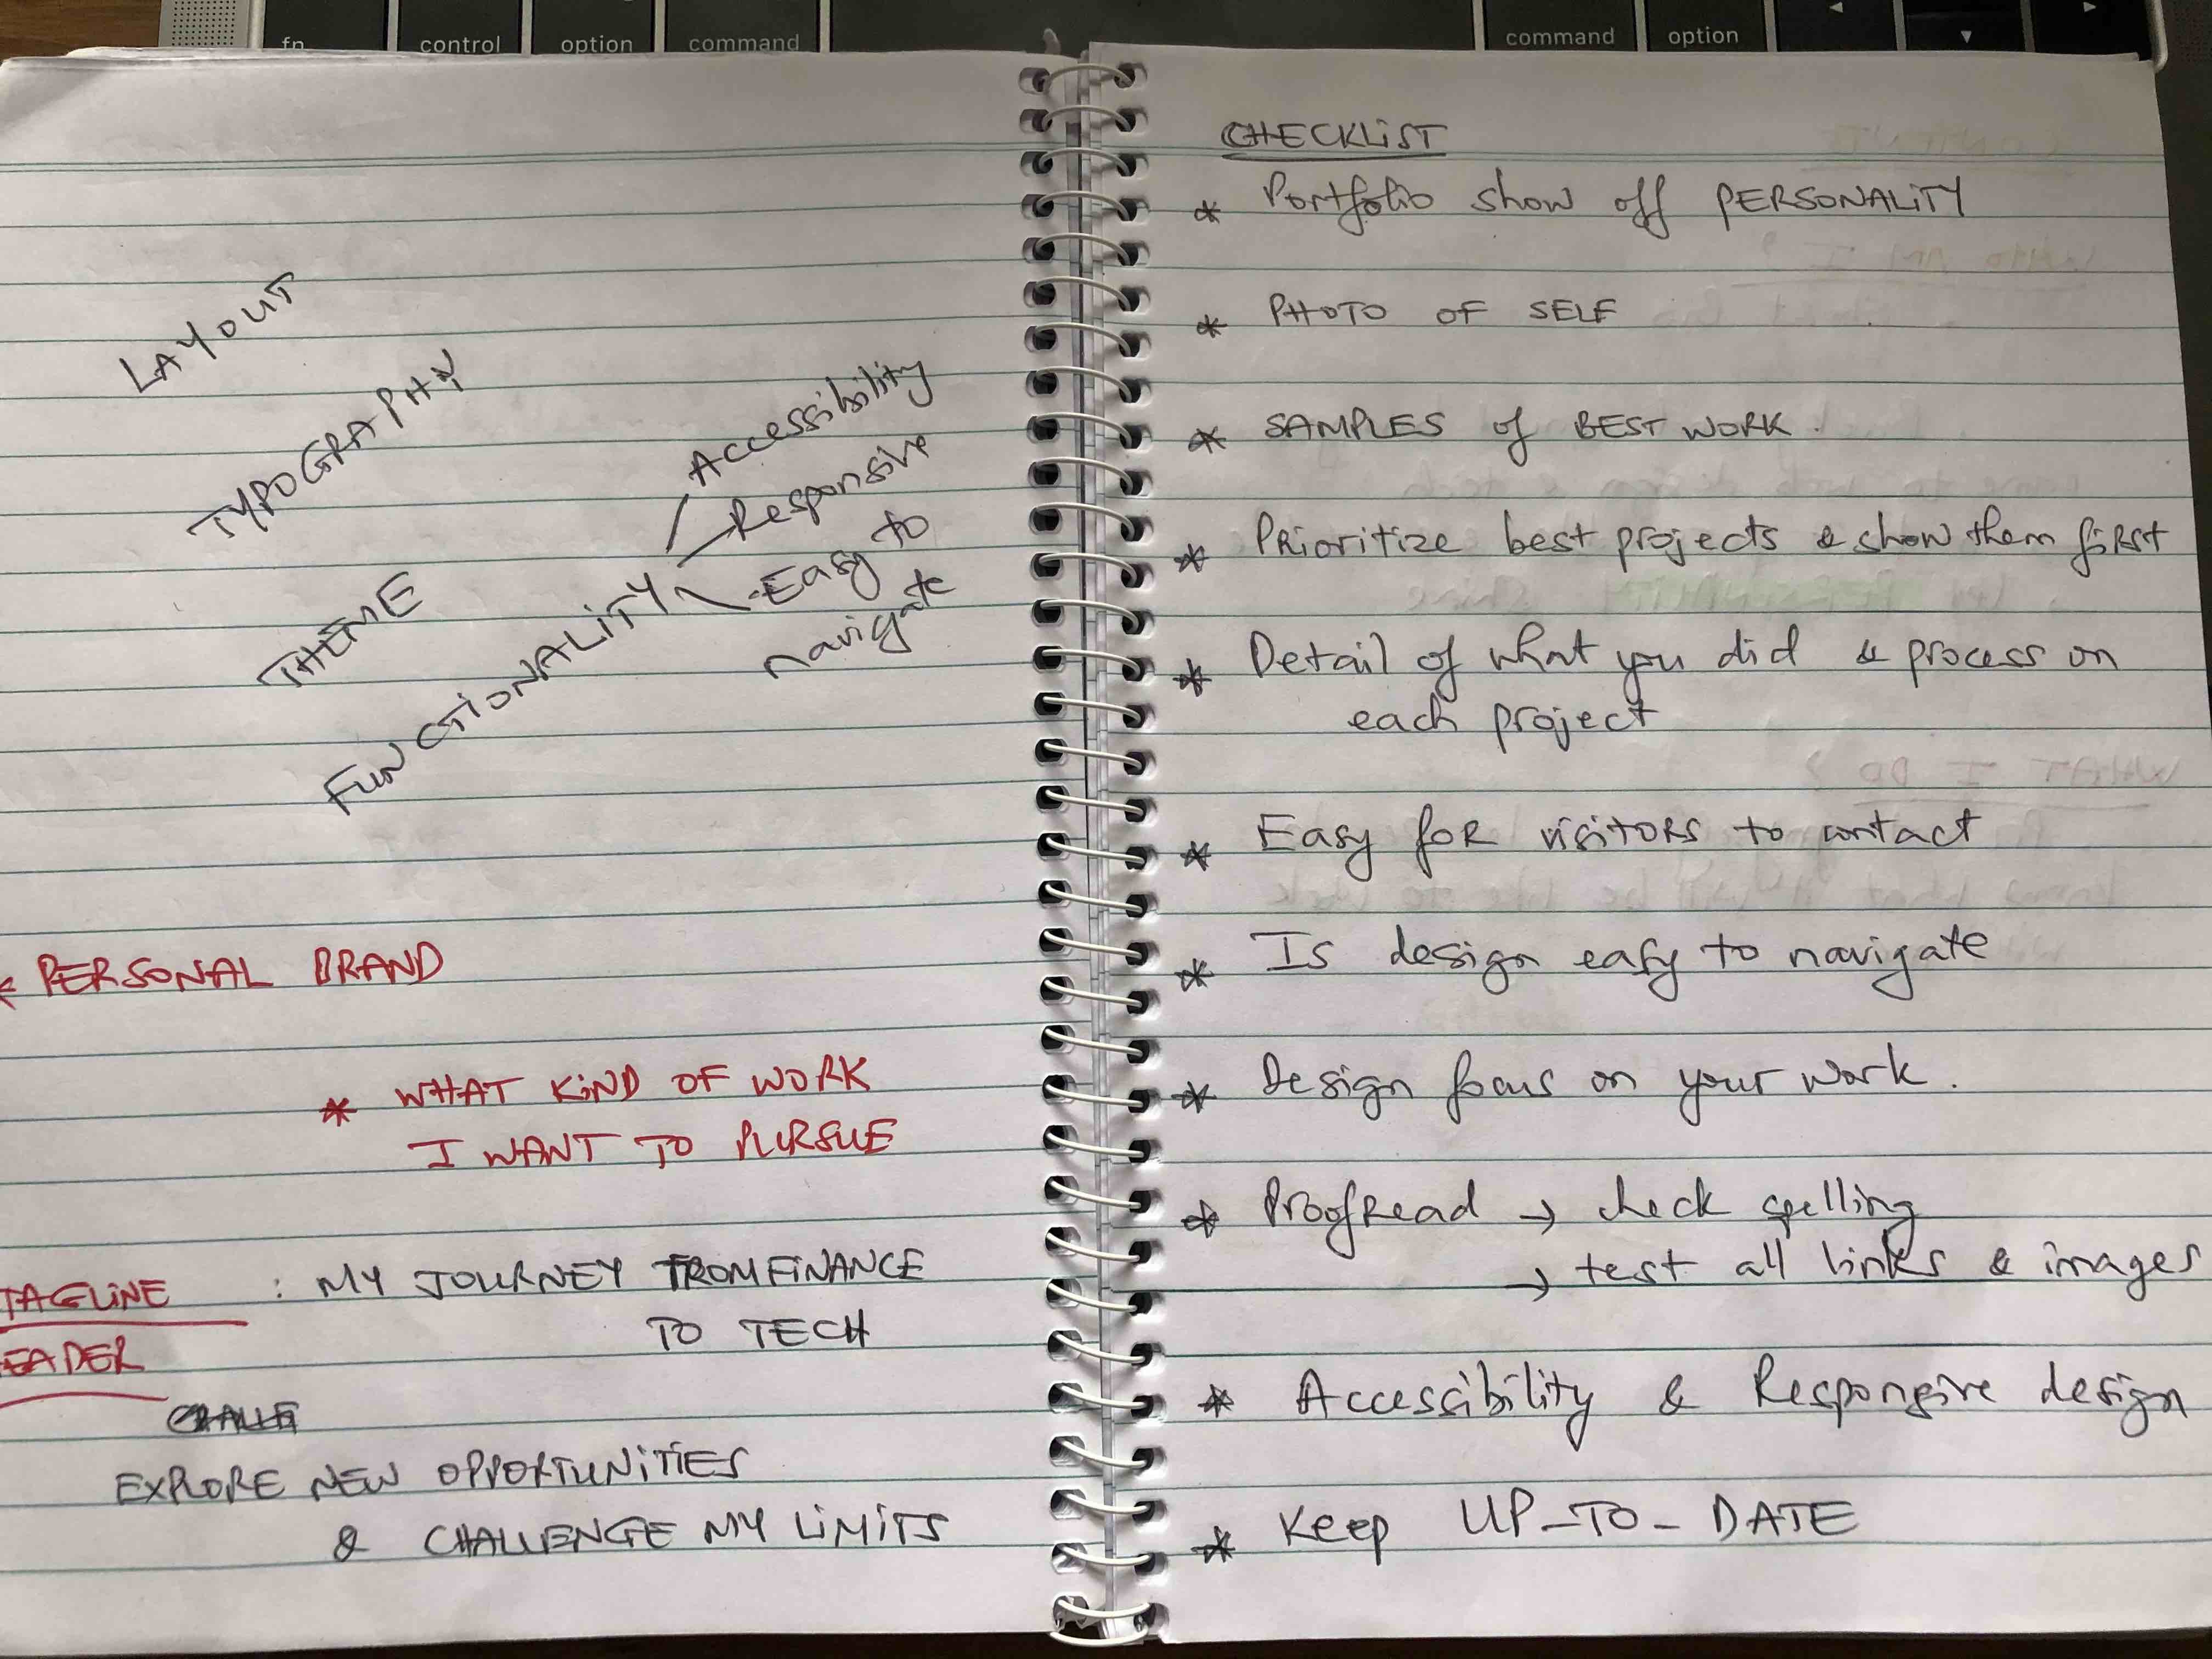 fn control option command command option
LAYOUT
TYPOGRAPHY
THEME
FUNCTIONALITY
Accessibility
Responsive
Easy to
navigate
* PERSONAL BRAND
* WHAT KIND OF WORK
I WANT TO PURSUE
TAGLINE : MY JOURNEY FROM FINANCE
TO TECH
EADER
EXPLORE NEW OPPORTUNITIES
& CHALLENGE MY LIMITS
CHECKLIST
* Portfolio show off PERSONALITY
* PHOTO OF SELF
* SAMPLES of BEST WORK.
* Prioritize best projects & show them first
* Detail of what you did & process on
each project
* Easy for visitors to contact
* Is design easy to navigate
* Design focus on your work.
* Proofread → check spelling
→ test all links & images
* Accessibility & Responsive design
* Keep UP-TO-DATE